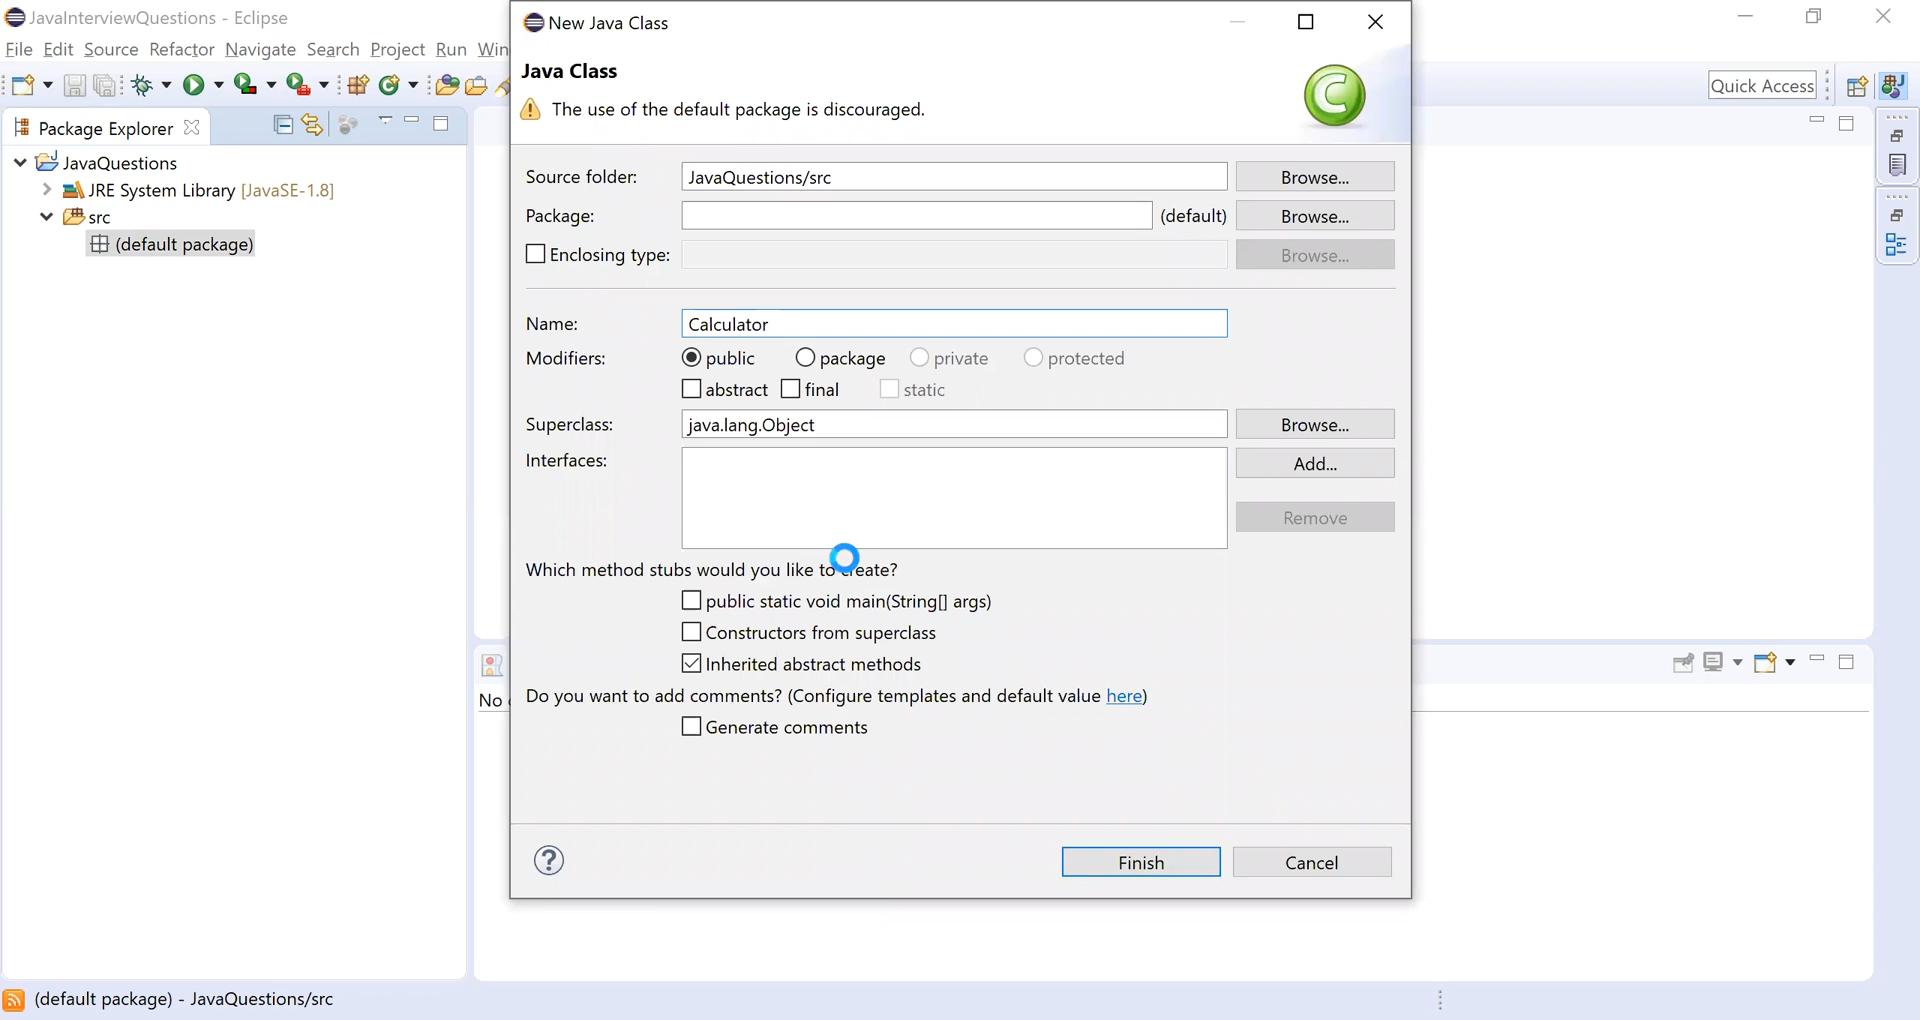 JavaInterviewQuestions - Eclipse
File Edit Source Refactor Navigate Search Project Run
Quick Access
Package Explorer
JavaQuestions
JRE System Library [JavaSE-1.8]
src
(default package)
New Java Class
Java Class
The use of the default package is discouraged.
Source folder: JavaQuestions/src Browse...
Package: (default) Browse...
Enclosing type: Browse...
Name: Calculator
Modifiers: public package private protected
abstract final static
Superclass: java.lang.Object Browse...
Interfaces: Add...
Remove
Which method stubs would you like to create?
public static void main(String[] args)
Constructors from superclass
Inherited abstract methods
No
Do you want to add comments? (Configure templates and default value here)
Generate comments
? Finish Cancel
(default package) - JavaQuestions/src